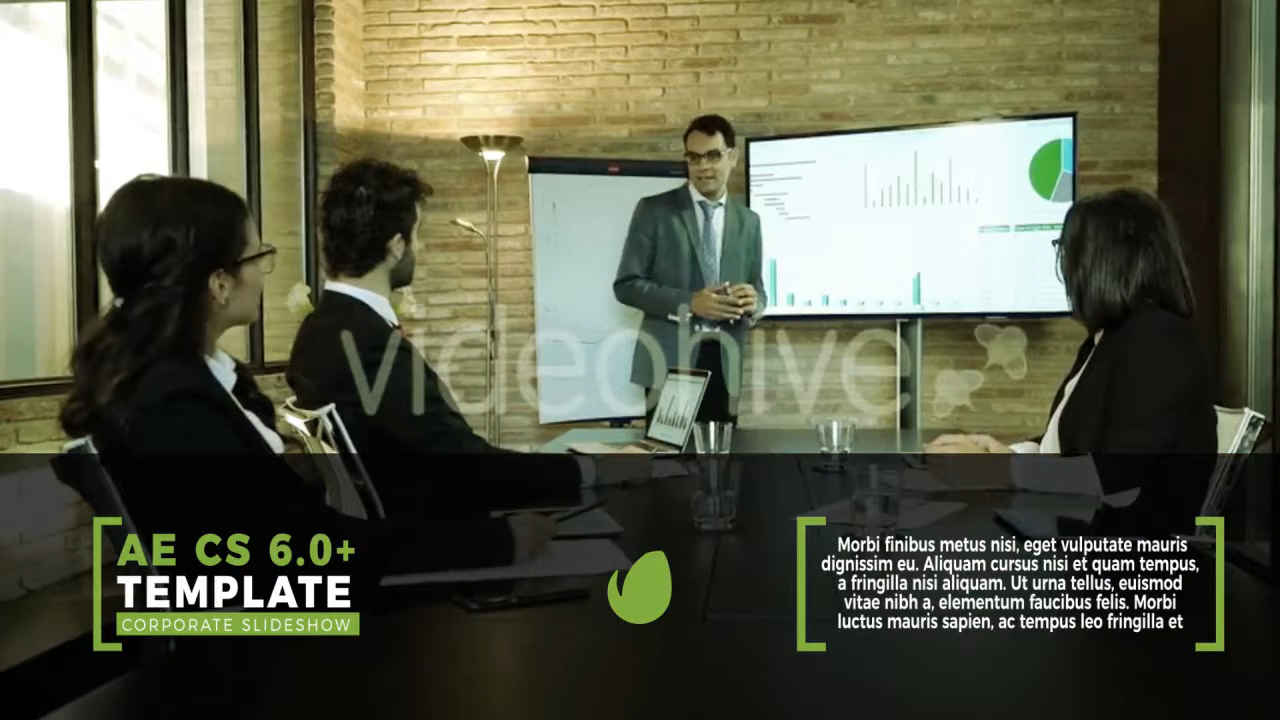 videohive
AE CS 6.0+
TEMPLATE
CORPORATE SLIDESHOW
Morbi finibus metus nisi, eget vulputate mauris
dignissim eu. Aliquam cursus nisi et quam tempus,
a fringilla nisi aliquam. Ut urna tellus, euismod
vitae nibh a, elementum faucibus felis. Morbi
luctus mauris sapien, ac tempus leo fringilla et